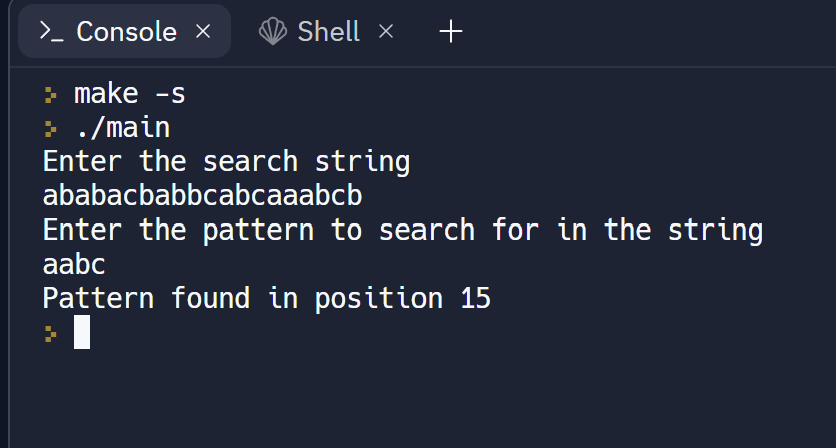 Console Shell
make -s
./main
Enter the search string
ababacbabbcabcaaabcb
Enter the pattern to search for in the string
aabc
Pattern found in position 15